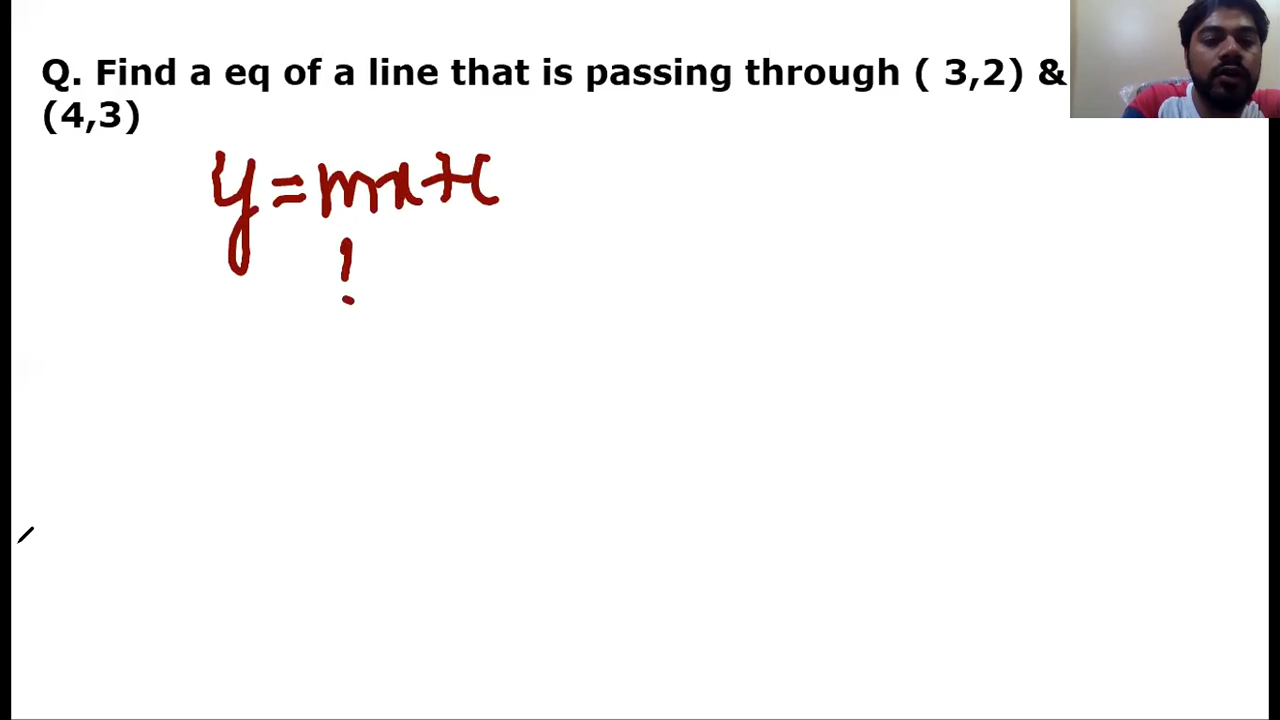 Q. Find a eq of a line that is passing through ( 3,2) &
(4,3)
y=mx+c
!